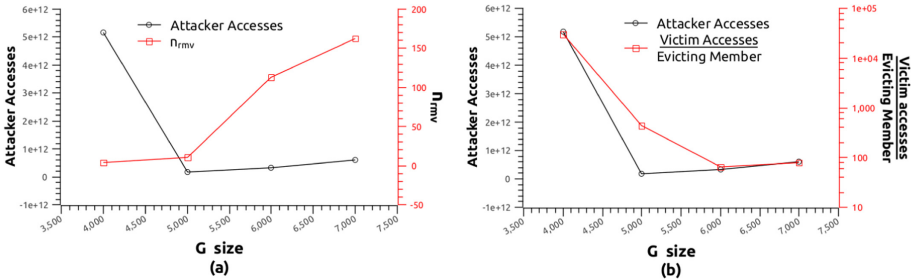 6e+12
5e+12
4e+12
3e+12
2e+12
1e+12
0
-1e+12
Attacker Accesses
Attacker Accesses
nrmv
200
150
100
50
0
-50
nrmv
3,500
4,000
4,500
5,000
5,500
6,000
6,500
7,000
7,500
G size
(a)
6e+12
5e+12
4e+12
3e+12
2e+12
1e+12
0
-1e+12
Attacker Accesses
Attacker Accesses
Victim Accesses
Evicting Member
1e+05
1e+04
1,000
100
10
Victim accesses
Evicting Member
3,500
4,000
4,500
5,000
5,500
6,000
6,500
7,000
7,500
G size
(b)